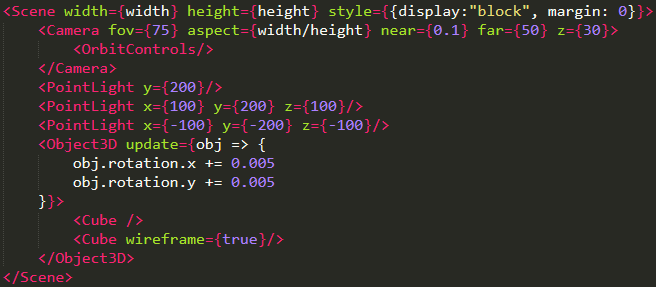 <Scene width={width} height={height} style={{display:"block", margin: 0}}>
    <Camera fov={75} aspect={width/height} near={0.1} far={50} z={30}>
        <OrbitControls/>
    </Camera>
    <PointLight y={200}/>
    <PointLight x={100} y={200} z={100}/>
    <PointLight x={-100} y={-200} z={-100}/>
    <Object3D update={obj => {
        obj.rotation.x += 0.005
        obj.rotation.y += 0.005
    }}>
        <Cube />
        <Cube wireframe={true}/>
    </Object3D>
</Scene>